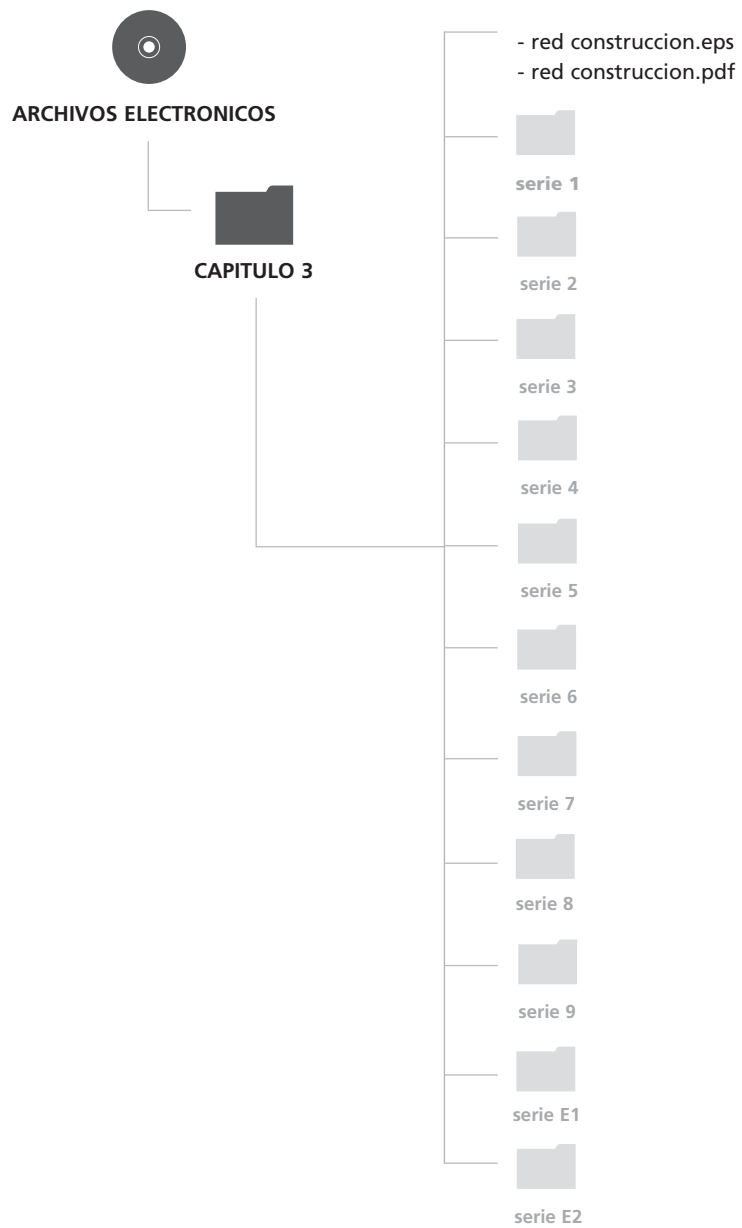 - red construccion.eps
- red construccion.pdf
ARCHIVOS ELECTRONICOS
serie 1
CAPITULO 3
serie 2
serie 3
serie 4
serie 5
serie 6
serie 7
serie 8
serie 9
serie E1
serie E2